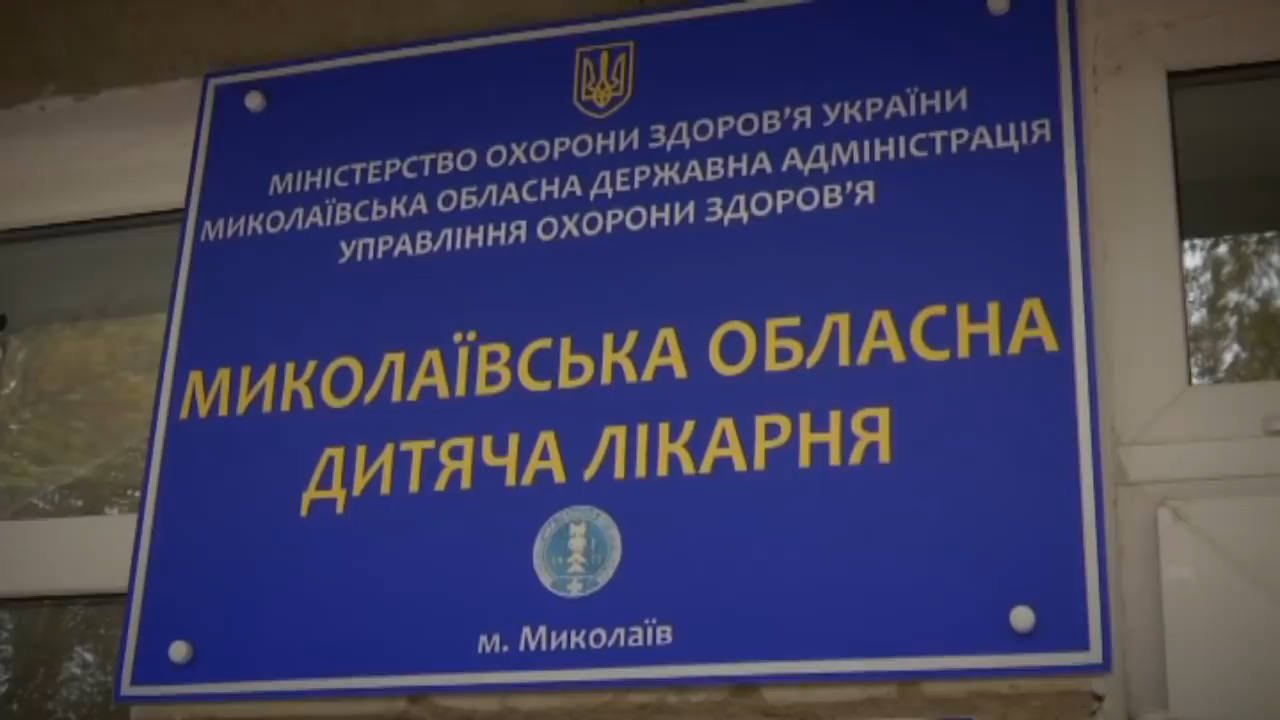 МІНІСТЕРСТВО ОХОРОНИ ЗДОРОВ’Я УКРАЇНИ
МИКОЛАЇВСЬКА ОБЛАСНА ДЕРЖАВНА АДМІНІСТРАЦІЯ
УПРАВЛІННЯ ОХОРОНИ ЗДОРОВ’Я
МИКОЛАЇВСЬКА ОБЛАСНА
ДИТЯЧА ЛІКАРНЯ
м. Миколаїв